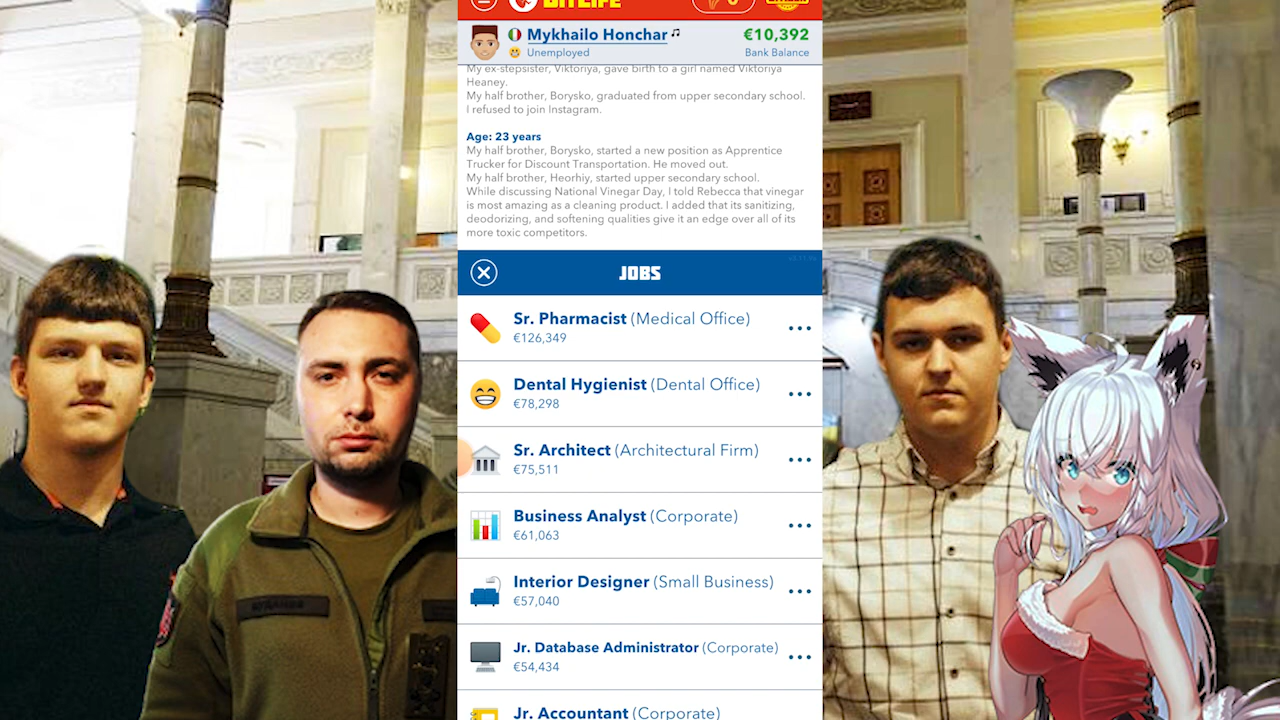 BITLIFE
Mykhailo Honchar
€10,392
Unemployed
Bank Balance
My ex-stepsister, Viktoriya, gave birth to a girl named Viktoriya
Heaney.
My half brother, Borysko, graduated from upper secondary school.
I refused to join Instagram.
Age: 23 years
My half brother, Borysko, started a new position as Apprentice
Trucker for Discount Transportation. He moved out.
My half brother, Heorhiy, started upper secondary school.
While discussing National Vinegar Day, I told Rebecca that vinegar
is most amazing as a cleaning product. I added that its sanitizing,
deodorizing, and softening qualities give it an edge over all of its
more toxic competitors.
JOBS
Sr. Pharmacist (Medical Office)
€126,349
Dental Hygienist (Dental Office)
€78,298
Sr. Architect (Architectural Firm)
€75,511
Business Analyst (Corporate)
€61,063
Interior Designer (Small Business)
€57,040
Jr. Database Administrator (Corporate)
€54,434
Jr. Accountant (Corporate)